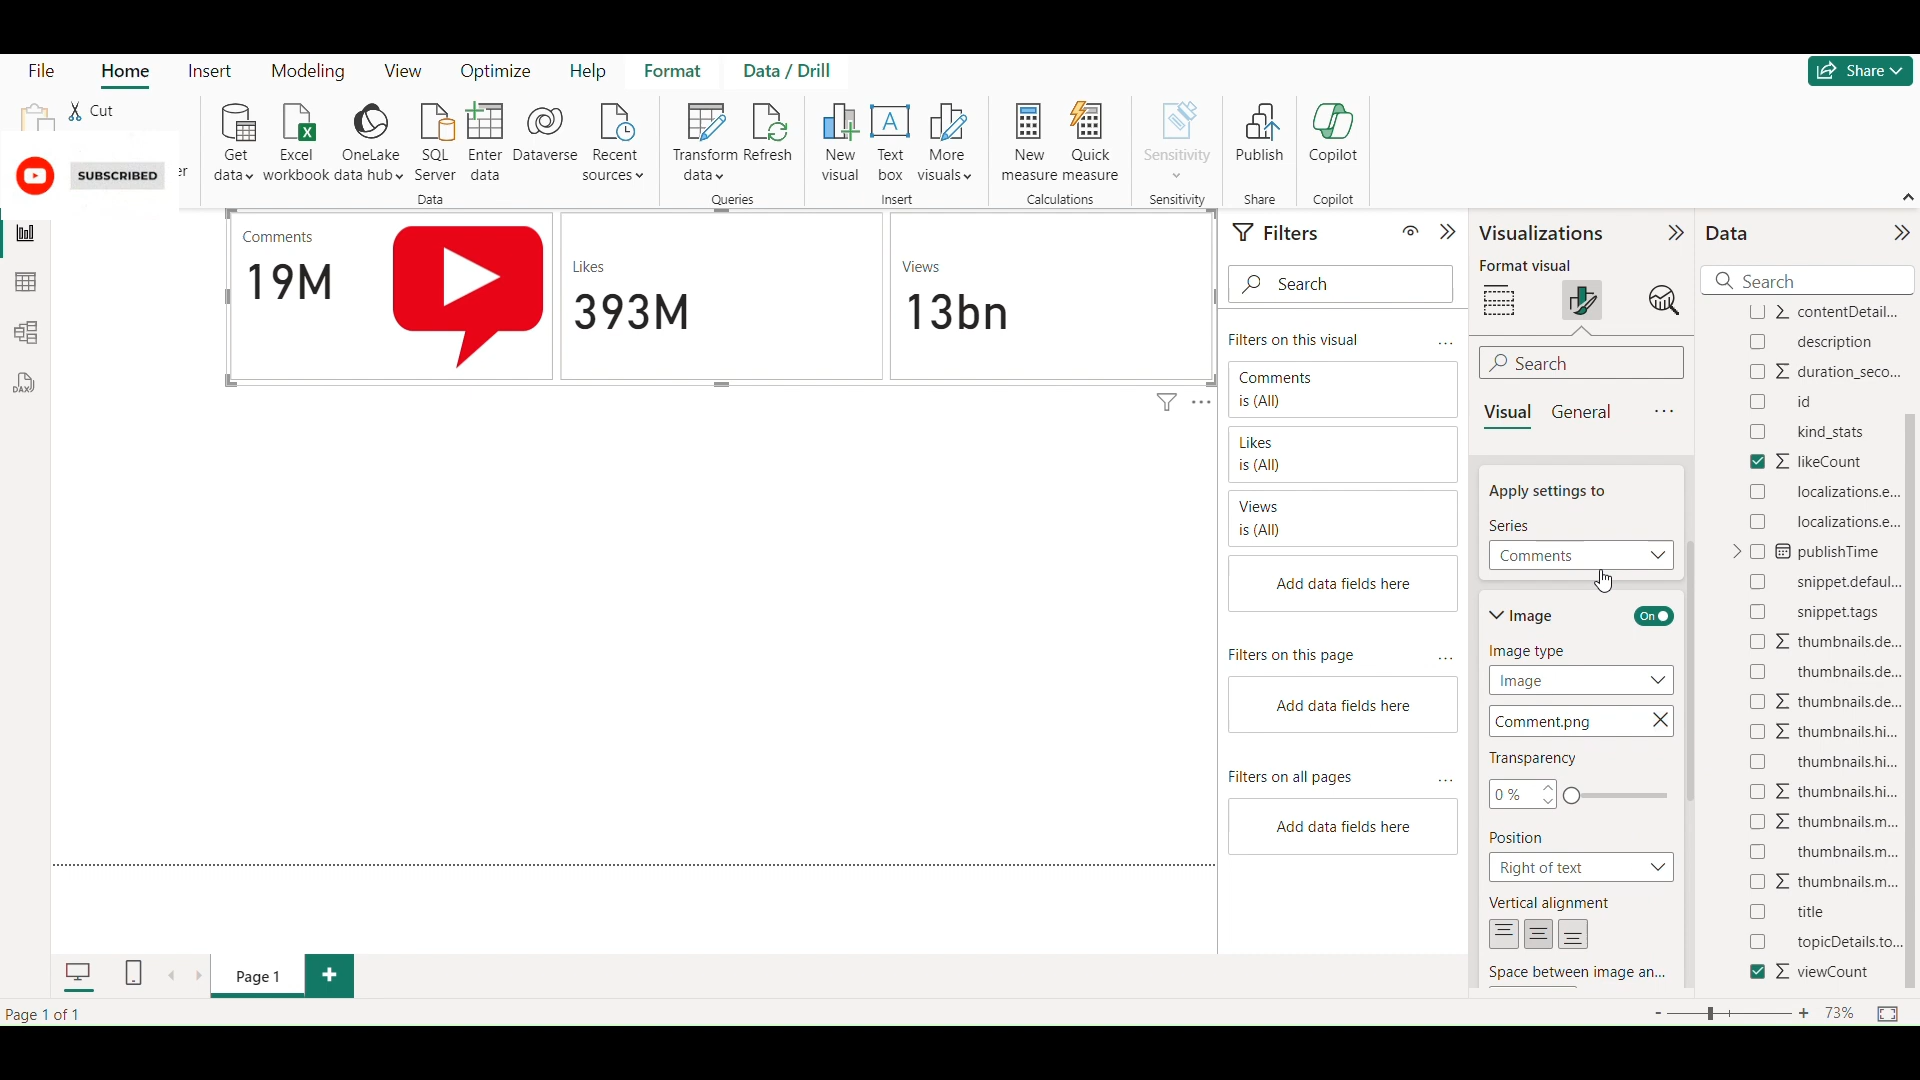 File Home Insert Modeling View Optimize Help Format Data / Drill Share
Cut
SUBSCRIBED
er
Get data
Excel workbook
OneLake data hub
SQL Server
Enter data
Dataverse
Recent sources
Data
Transform data
Refresh
Queries
New visual
A
Text box
More visuals
Insert
New measure
Quick measure
Calculations
Sensitivity
Sensitivity
Publish
Share
Copilot
Copilot
DAX
Comments
19M
Likes
393M
Views
13bn
Filters
Search
Filters on this visual ...
Comments
is (All)
Likes
is (All)
Views
is (All)
Add data fields here
Filters on this page ...
Add data fields here
Filters on all pages ...
Add data fields here
Visualizations
Format visual
Search
Visual General ...
Apply settings to
Series
Comments
Image On
Image type
Image
Comment.png
Transparency
0 %
Position
Right of text
Vertical alignment
Space between image an...
Data
Search
∑ contentDetail...
description
∑ duration_seco...
id
kind_stats
∑ likeCount
localizations.e...
localizations.e...
publishTime
snippet.defaul...
snippet.tags
∑ thumbnails.de...
thumbnails.de...
∑ thumbnails.de...
∑ thumbnails.hi...
thumbnails.hi...
∑ thumbnails.hi...
∑ thumbnails.m...
thumbnails.m...
∑ thumbnails.m...
title
topicDetails.to...
∑ viewCount
Page 1 +
Page 1 of 1
- + 73%